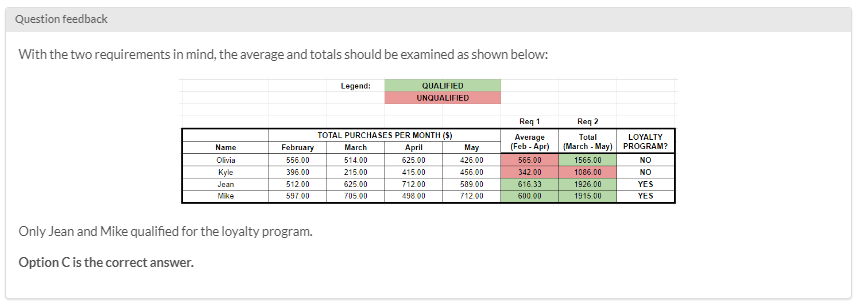 Question feedback
With the two requirements in mind, the average and totals should be examined as shown below:
Legend: QUALIFIED
UNQUALIFIED
Req 1 Req 2
TOTAL PURCHASES PER MONTH ($) Average Total LOYALTY
Name February March April May (Feb - Apr) (March - May) PROGRAM?
Olivia 556.00 514.00 625.00 426.00 565.00 1565.00 NO
Kyle 396.00 215.00 415.00 456.00 342.00 1086.00 NO
Jean 512.00 625.00 712.00 589.00 616.33 1926.00 YES
Mike 597.00 705.00 498.00 712.00 600.00 1915.00 YES
Only Jean and Mike qualified for the loyalty program.
Option C is the correct answer.